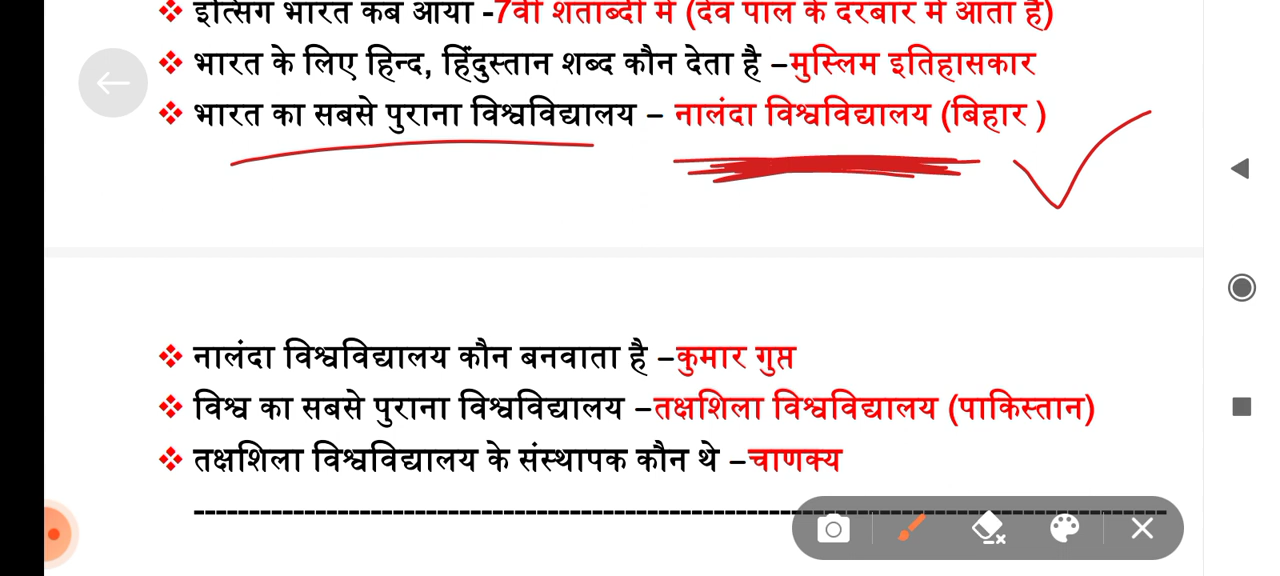 ❖ इत्सिंग भारत कब आया -7वीं शताब्दी में (देव पाल के दरबार में आता है)
❖ भारत के लिए हिन्द, हिंदुस्तान शब्द कौन देता है –मुस्लिम इतिहासकार
❖ भारत का सबसे पुराना विश्वविद्यालय – नालंदा विश्वविद्यालय (बिहार )
❖ नालंदा विश्वविद्यालय कौन बनवाता है –कुमार गुप्त
❖ विश्व का सबसे पुराना विश्वविद्यालय –तक्षशिला विश्वविद्यालय (पाकिस्तान)
❖ तक्षशिला विश्वविद्यालय के संस्थापक कौन थे –चाणक्य